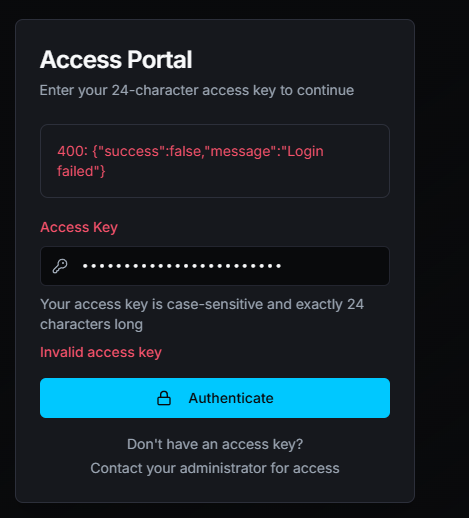 Access Portal
Enter your 24-character access key to continue
400: {"success":false,"message":"Login
failed"}
Access Key
••••••••••••••••••••••••
Your access key is case-sensitive and exactly 24
characters long
Invalid access key
Authenticate
Don't have an access key?
Contact your administrator for access